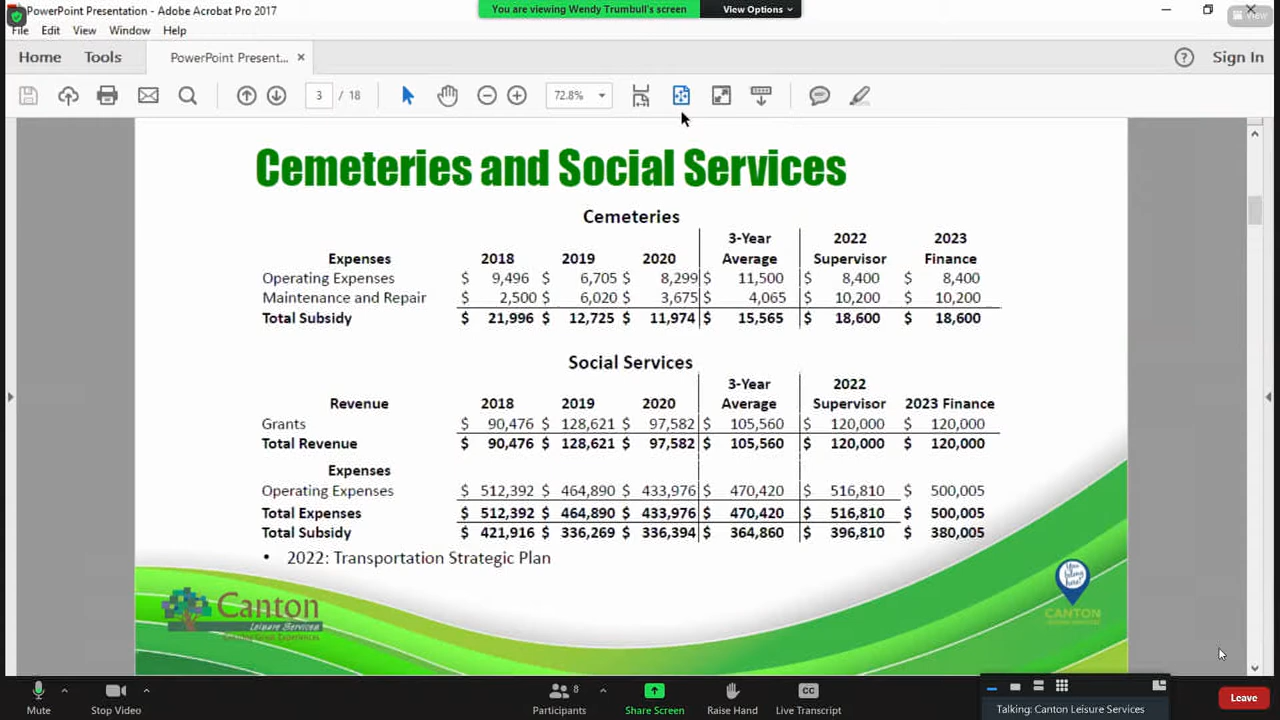 PowerPoint Presentation - Adobe Acrobat Pro 2017
You are viewing Wendy Trumbull's screen
View Options
View
File Edit View Window Help
Home Tools PowerPoint Present... × Sign In
3 / 18 72.8%
Cemeteries and Social Services
Cemeteries
3-Year 2022 2023
Expenses 2018 2019 2020 Average Supervisor Finance
Operating Expenses $ 9,496 $ 6,705 $ 8,299 $ 11,500 $ 8,400 $ 8,400
Maintenance and Repair $ 2,500 $ 6,020 $ 3,675 $ 4,065 $ 10,200 $ 10,200
Total Subsidy $ 21,996 $ 12,725 $ 11,974 $ 15,565 $ 18,600 $ 18,600
Social Services
3-Year 2022
Revenue 2018 2019 2020 Average Supervisor 2023 Finance
Grants $ 90,476 $ 128,621 $ 97,582 $ 105,560 $ 120,000 $ 120,000
Total Revenue $ 90,476 $ 128,621 $ 97,582 $ 105,560 $ 120,000 $ 120,000
Expenses
Operating Expenses $ 512,392 $ 464,890 $ 433,976 $ 470,420 $ 516,810 $ 500,005
Total Expenses $ 512,392 $ 464,890 $ 433,976 $ 470,420 $ 516,810 $ 500,005
Total Subsidy $ 421,916 $ 336,269 $ 336,394 $ 364,860 $ 396,810 $ 380,005
• 2022: Transportation Strategic Plan
Canton
Leisure Services
You
belong
here!
CANTON
Mute Stop Video Participants 8 Share Screen Raise Hand CC Live Transcript Talking: Canton Leisure Services Leave